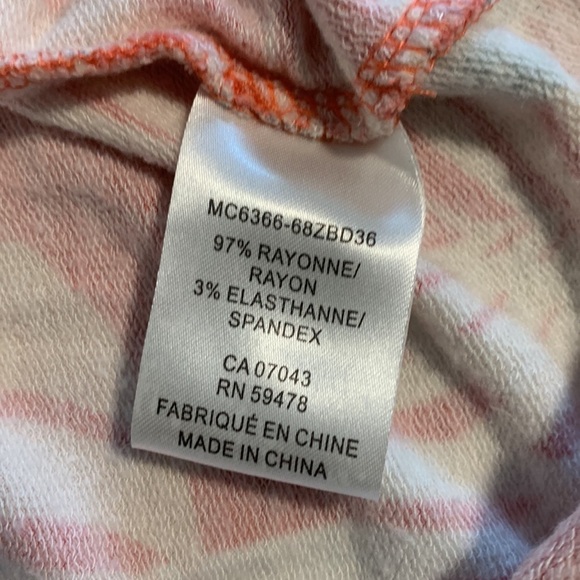 MC6366-68ZBD36
97% RAYONNE/
RAYON
3% ELASTHANNE/
SPANDEX
CA 07043
RN 59478
FABRIQUÉ EN CHINE
MADE IN CHINA